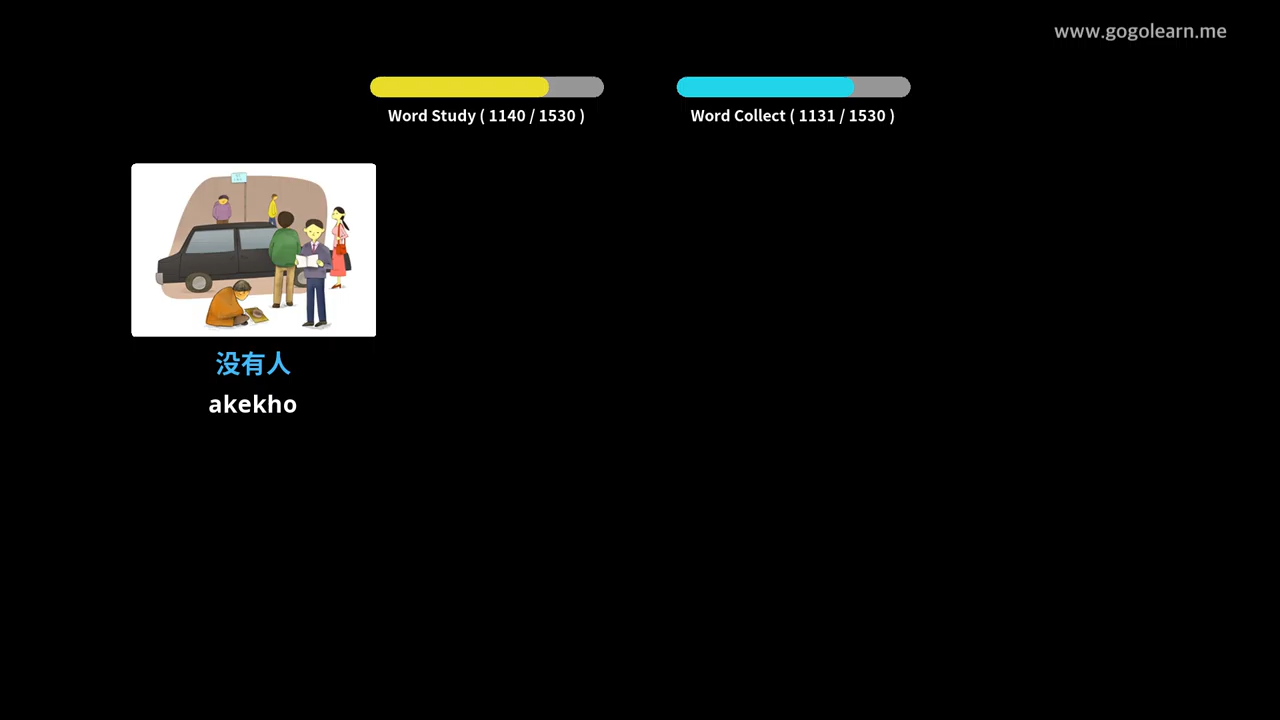 www.gogolearn.me
Word Study ( 1140 / 1530 )
Word Collect ( 1131 / 1530 )
没有人
akekho